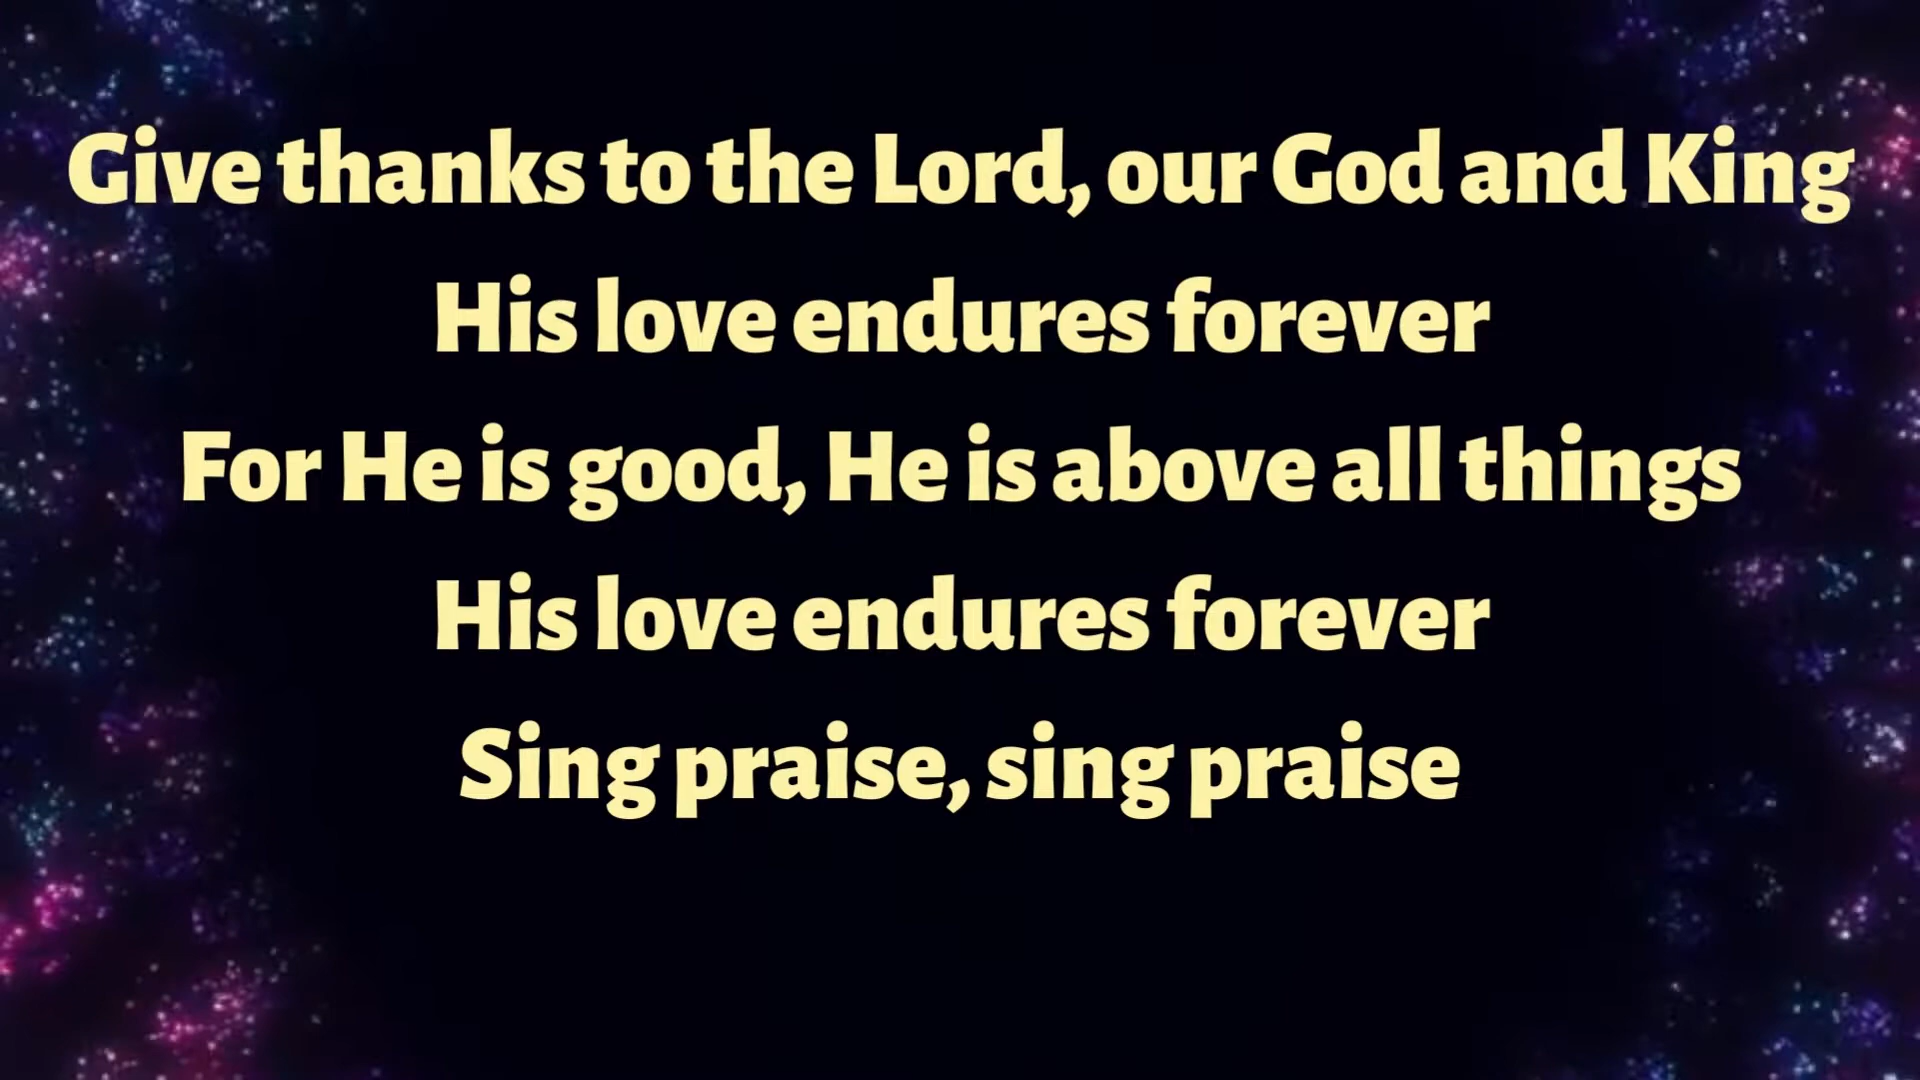 Give thanks to the Lord, our God and King
His love endures forever
For He is good, He is above all things
His love endures forever
Sing praise, sing praise